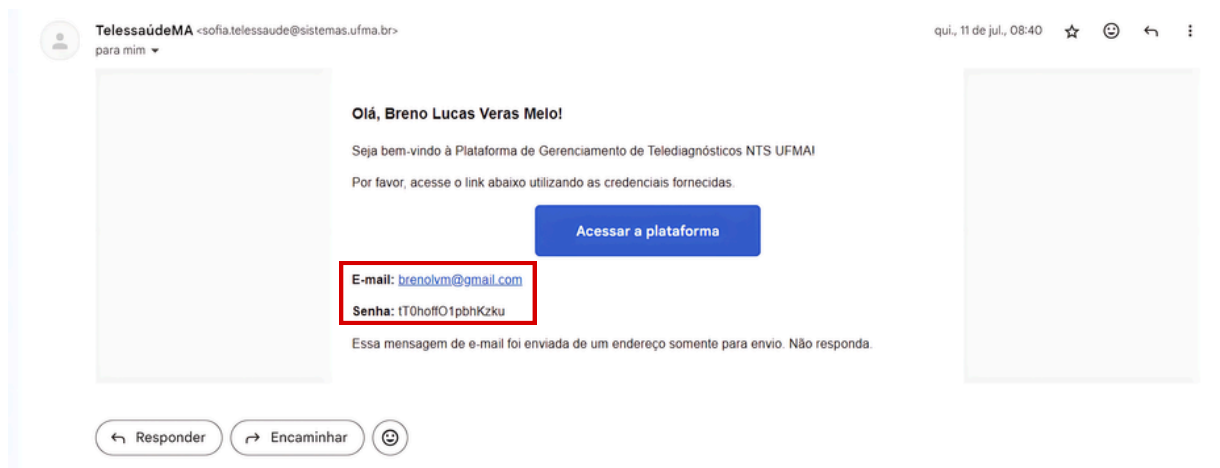 TelessaúdeMA <sofia.telessaude@sistemas.ufma.br>
qui., 11 de jul., 08:40
para mim
Olá, Breno Lucas Veras Melo!
Seja bem-vindo à Plataforma de Gerenciamento de Telediagnósticos NTS UFMA!
Por favor, acesse o link abaixo utilizando as credenciais fornecidas.
Acessar a plataforma
E-mail: brenolvm@gmail.com
Senha: tT0hoffO1pbhKzku
Essa mensagem de e-mail foi enviada de um endereço somente para envio. Não responda.
Responder
Encaminhar